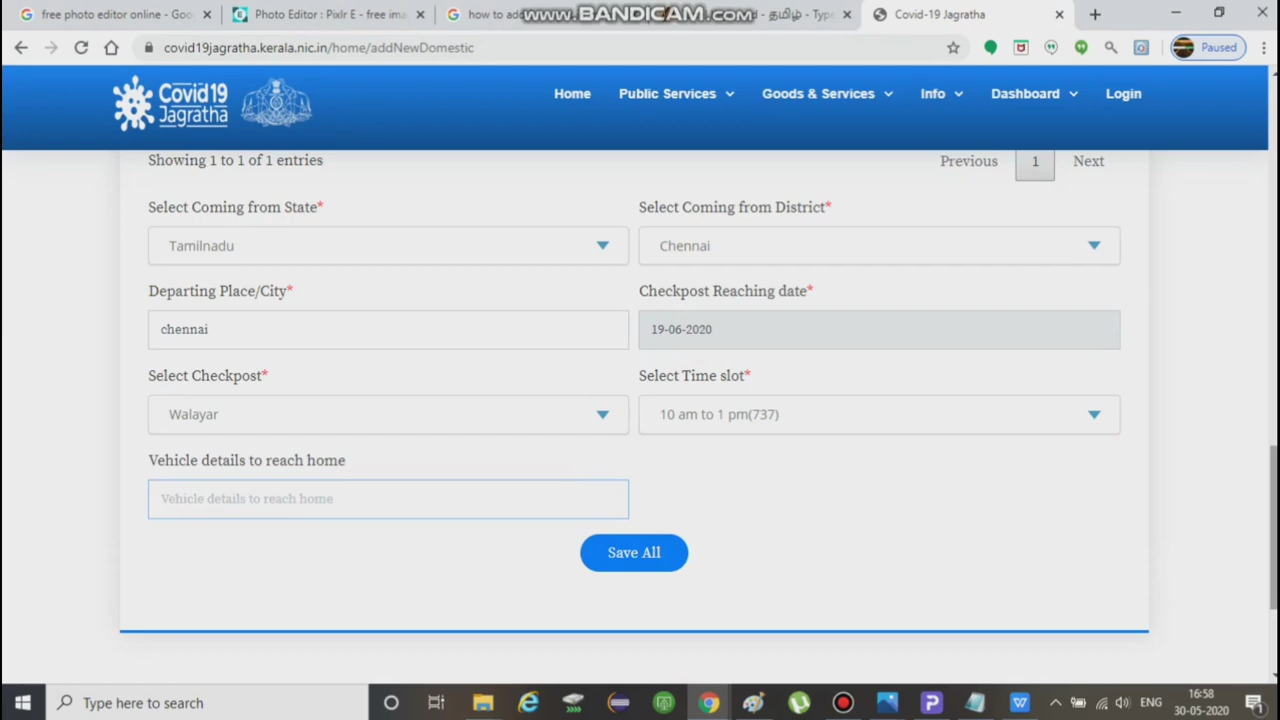 free photo editor online - Goo
Photo Editor : Pixlr E - free ima
how to add
www.BANDICAM.com
d - தமிழ் - Type
Covid-19 Jagratha
covid19jagratha.kerala.nic.in/home/addNewDomestic
Paused
Covid19
Jagratha
Home
Public Services
Goods & Services
Info
Dashboard
Login
Showing 1 to 1 of 1 entries
Previous 1 Next
Select Coming from State*
Select Coming from District*
Tamilnadu
Chennai
Departing Place/City*
Checkpost Reaching date*
chennai
19-06-2020
Select Checkpost*
Select Time slot*
Walayar
10 am to 1 pm(737)
Vehicle details to reach home
Vehicle details to reach home
Save All
Type here to search
ENG
16:58
30-05-2020
1